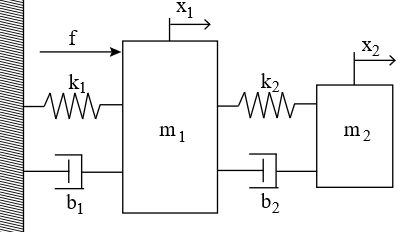 x₁
f
x₂
k₁
k₂
m₁
m₂
b₁
b₂